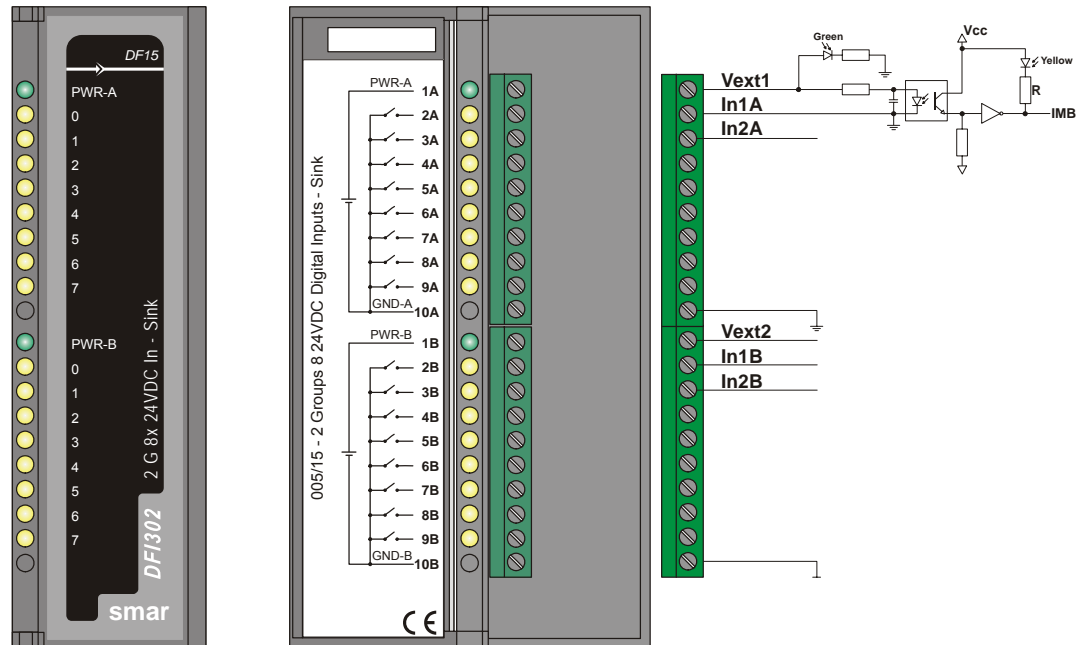 DF15
PWR-A
0
1
2
3
4
5
6
7
PWR-B
0
1
2
3
4
5
6
7
2 G 8x 24VDC In - Sink
DFI302
smar
005/15 - 2 Groups 8 24VDC Digital Inputs - Sink
PWR-A
1A
2A
3A
4A
5A
6A
7A
8A
9A
GND-A 10A
PWR-B
1B
2B
3B
4B
5B
6B
7B
8B
9B
GND-B 10B
CE
Vext1
In1A
In2A
Vext2
In1B
In2B
Green
Vcc
Yellow
R
IMB